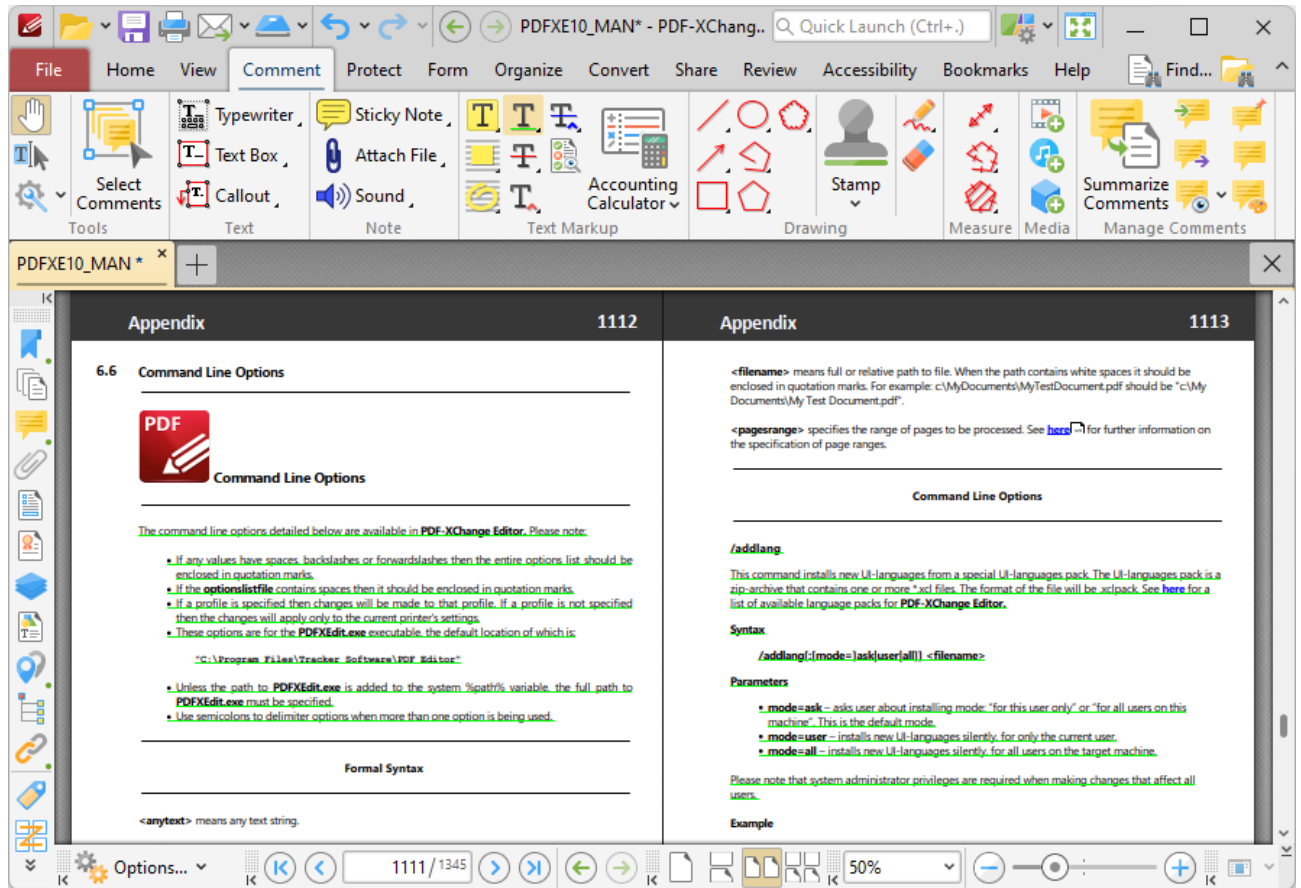 PDFXE10_MAN* - PDF-XChang..
Quick Launch (Ctrl+.)
File Home View Comment Protect Form Organize Convert Share Review Accessibility Bookmarks Help Find...
Typewriter
Text Box
Callout
Sticky Note
Attach File
Sound
Select
Comments
Accounting
Calculator
Stamp
Summarize
Comments
Tools Text Note Text Markup Drawing Measure Media Manage Comments
PDFXE10_MAN *
Appendix 1112
6.6 Command Line Options
PDF
Command Line Options
The command line options detailed below are available in PDF-XChange Editor. Please note:
• If any values have spaces, backslashes or forwardslashes then the entire options list should be
enclosed in quotation marks.
• If the optionslistfile contains spaces then it should be enclosed in quotation marks.
• If a profile is specified then changes will be made to that profile. If a profile is not specified
then the changes will apply only to the current printer's settings.
• These options are for the PDFXEdit.exe executable, the default location of which is:
"C:\Program Files\Tracker Software\PDF Editor"
• Unless the path to PDFXEdit.exe is added to the system %path% variable, the full path to
PDFXEdit.exe must be specified.
• Use semicolons to delimiter options when more than one option is being used.
Formal Syntax
<anytext> means any text string.
Appendix 1113
<filename> means full or relative path to file. When the path contains white spaces it should be
enclosed in quotation marks. For example: c:\MyDocuments\MyTestDocument.pdf should be "c:\My
Documents\My Test Document.pdf".
<pagesrange> specifies the range of pages to be processed. See here for further information on
the specification of page ranges.
Command Line Options
/addlang
This command installs new UI-languages from a special UI-languages pack. The UI-languages pack is a
zip-archive that contains one or more *.xcl files. The format of the file will be .xclpack. See here for a
list of available language packs for PDF-XChange Editor.
Syntax
/addlang[:[mode=]ask|user|all]] <filename>
Parameters
• mode=ask – asks user about installing mode: "for this user only" or "for all users on this
machine". This is the default mode.
• mode=user – installs new UI-languages silently, for only the current user.
• mode=all – installs new UI-languages silently, for all users on the target machine.
Please note that system administrator privileges are required when making changes that affect all
users.
Example
Options... 1111 / 1345 50%